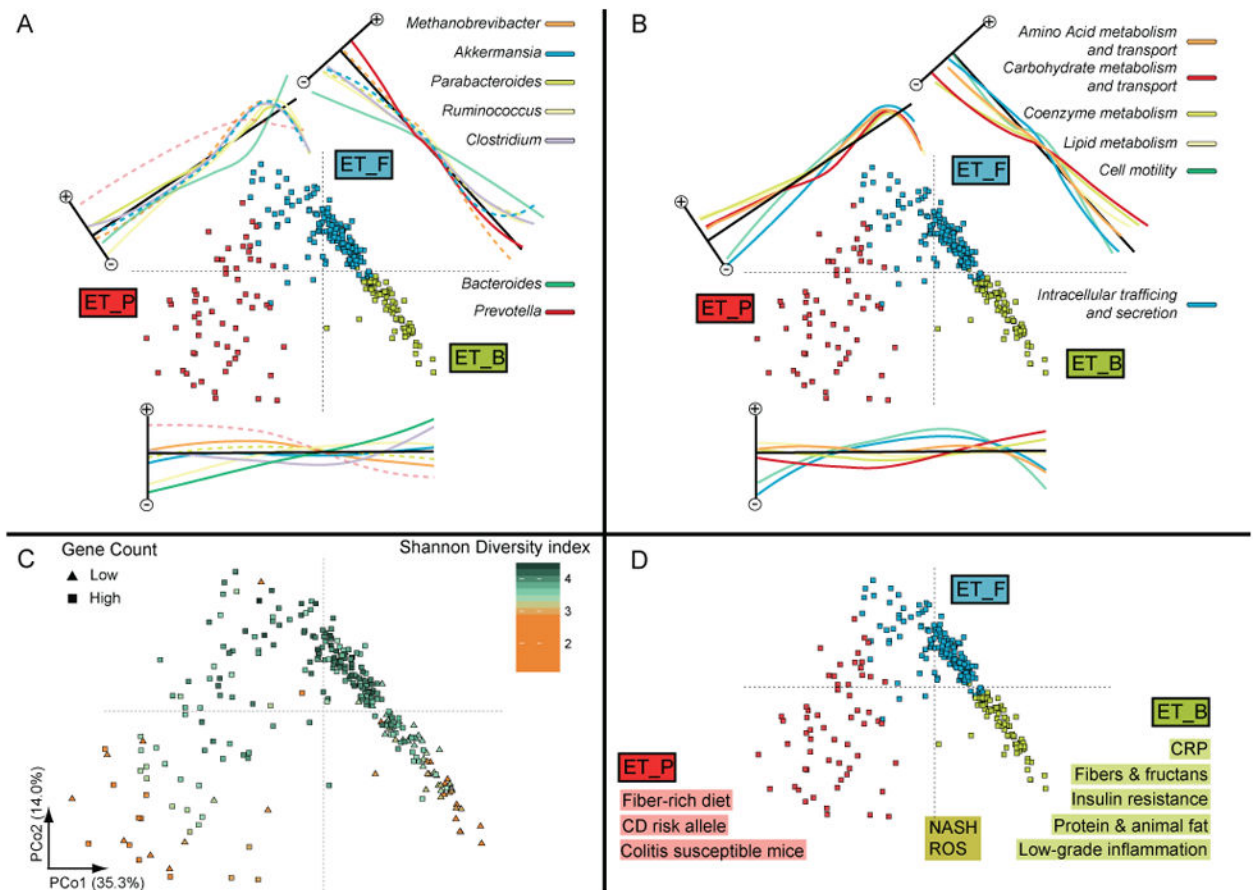 A
⊕
Methanobrevibacter
Akkermansia
⊖
Parabacteroides
Ruminococcus
Clostridium
ET_F
⊕
⊖
Bacteroides
ET_P
Prevotella
ET_B
⊕
⊖
B
⊕
Amino Acid metabolism
and transport
Carbohydrate metabolism
and transport
⊖
Coenzyme metabolism
Lipid metabolism
Cell motility
ET_F
⊕
⊖
ET_P
Intracellular trafficing
and secretion
ET_B
⊕
⊖
C
Gene Count
Low
High
Shannon Diversity index
4
3
2
PCo2 (14.0%)
PCo1 (35.3%)
D
ET_F
ET_B
CRP
ET_P
Fibers & fructans
Fiber-rich diet
Insulin resistance
CD risk allele
NASH
Protein & animal fat
Colitis susceptible mice
ROS
Low-grade inflammation